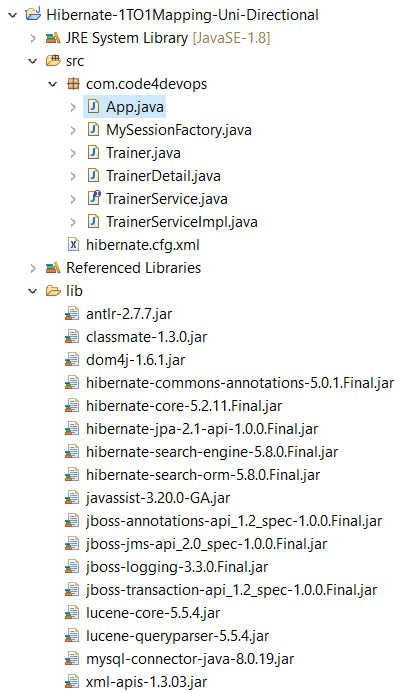 Hibernate-1TO1Mapping-Uni-Directional
JRE System Library [JavaSE-1.8]
src
com.code4devops
App.java
MySessionFactory.java
Trainer.java
TrainerDetail.java
TrainerService.java
TrainerServiceImpl.java
hibernate.cfg.xml
Referenced Libraries
lib
antlr-2.7.7.jar
classmate-1.3.0.jar
dom4j-1.6.1.jar
hibernate-commons-annotations-5.0.1.Final.jar
hibernate-core-5.2.11.Final.jar
hibernate-jpa-2.1-api-1.0.0.Final.jar
hibernate-search-engine-5.8.0.Final.jar
hibernate-search-orm-5.8.0.Final.jar
javassist-3.20.0-GA.jar
jboss-annotations-api_1.2_spec-1.0.0.Final.jar
jboss-jms-api_2.0_spec-1.0.0.Final.jar
jboss-logging-3.3.0.Final.jar
jboss-transaction-api_1.2_spec-1.0.0.Final.jar
lucene-core-5.5.4.jar
lucene-queryparser-5.5.4.jar
mysql-connector-java-8.0.19.jar
xml-apis-1.3.03.jar